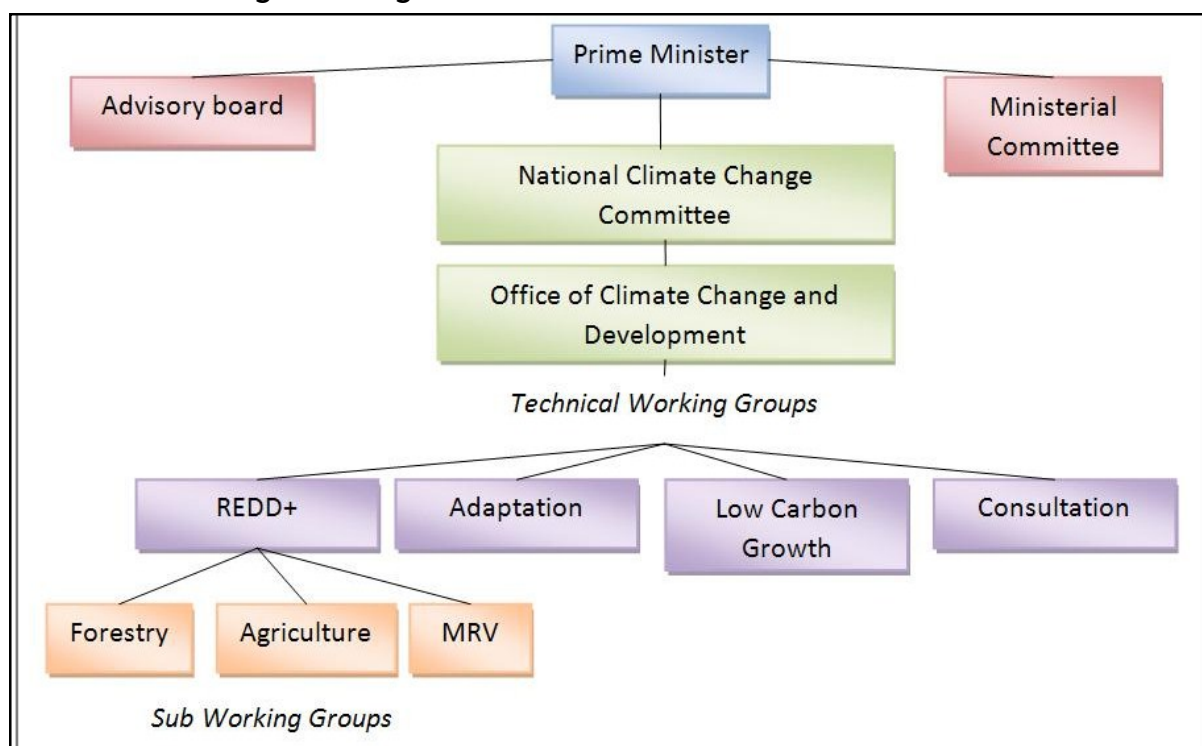 Prime Minister
Advisory board
Ministerial
Committee
National Climate Change
Committee
Office of Climate Change and
Development
Technical Working Groups
REDD+
Adaptation
Low Carbon
Growth
Consultation
Forestry
Agriculture
MRV
Sub Working Groups